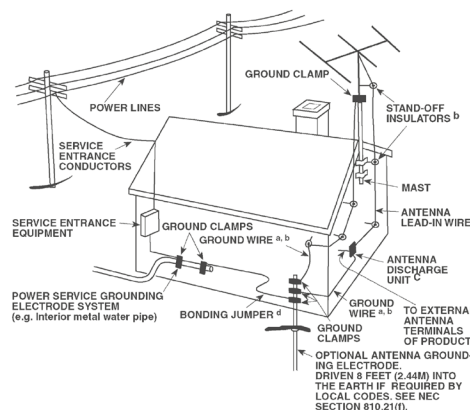 GROUND CLAMP
POWER LINES
STAND-OFF
INSULATORS b
SERVICE
ENTRANCE
CONDUCTORS
MAST
ANTENNA
LEAD-IN WIRE
SERVICE ENTRANCE
EQUIPMENT
GROUND CLAMPS
GROUND WIRE a, b
ANTENNA
DISCHARGE
UNIT C
POWER SERVICE GROUNDING
ELECTRODE SYSTEM
(e.g. Interior metal water pipe)
BONDING JUMPER d
GROUND
WIRE a, b
TO EXTERNA
ANTENNA
TERMINALS
OF PRODUCT
GROUND
CLAMPS
OPTIONAL ANTENNA GROUND-
ING ELECTRODE.
DRIVEN 8 FEET (2.44M) INTO
THE EARTH IF REQUIRED BY
LOCAL CODES. SEE NEC
SECTION 810.21(f).